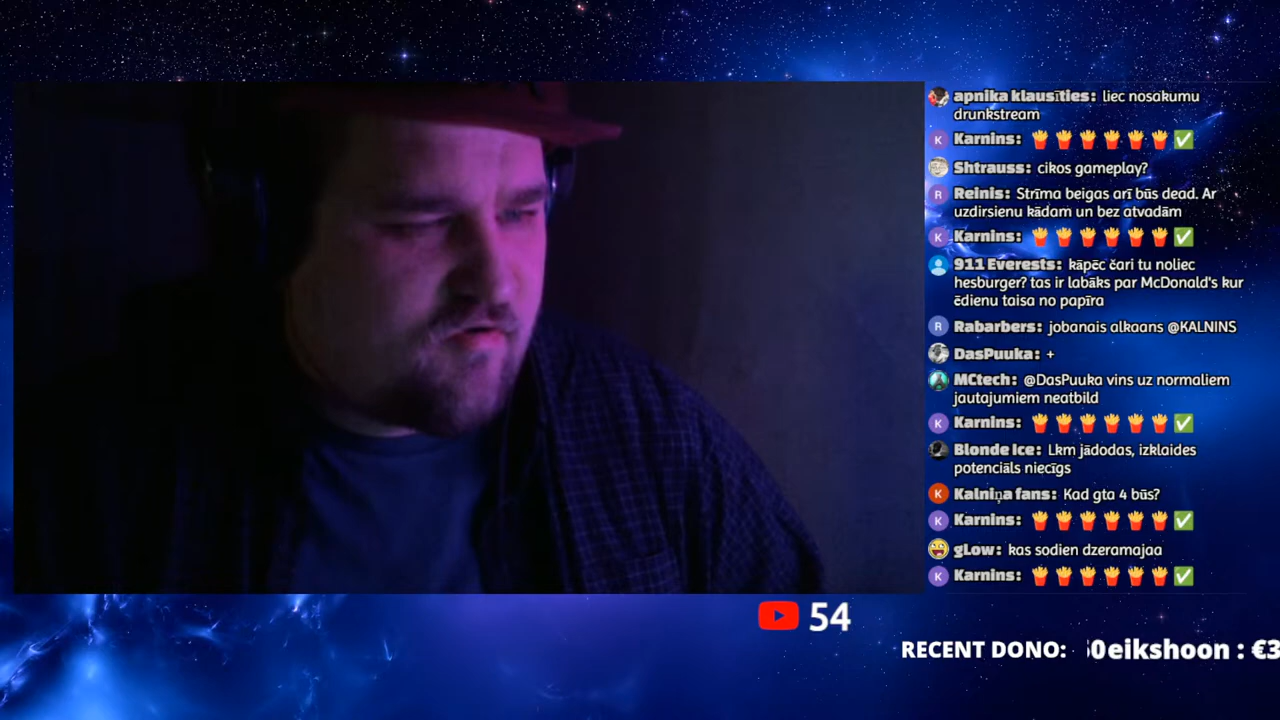 apnika klausīties: liec nosakumu
drunkstream
K Karnins: 🍟🍟🍟🍟🍟🍟✅
Shtrauss: cikos gameplay?
R Reinis: Strīma beigas arī būs dead. Ar
uzdirsienu kādam un bez atvadām
K Karnins: 🍟🍟🍟🍟🍟🍟✅
911 Everests: kāpēc čari tu noliec
hesburger? tas ir labāks par McDonald's kur
ēdienu taisa no papīra
R Rabarbers: jobanais alkaans @KALNINS
DasPuuka: +
MCtech: @DasPuuka vins uz normaliem
jautajumiem neatbild
K Karnins: 🍟🍟🍟🍟🍟🍟✅
Blonde Ice: Lkm jādodas, izklaides
potenciāls niecīgs
K Kalniņa fans: Kad gta 4 būs?
K Karnins: 🍟🍟🍟🍟🍟🍟✅
gLow: kas sodien dzeramajaa
K Karnins: 🍟🍟🍟🍟🍟🍟✅
54
RECENT DONO: 0eikshoon : €3